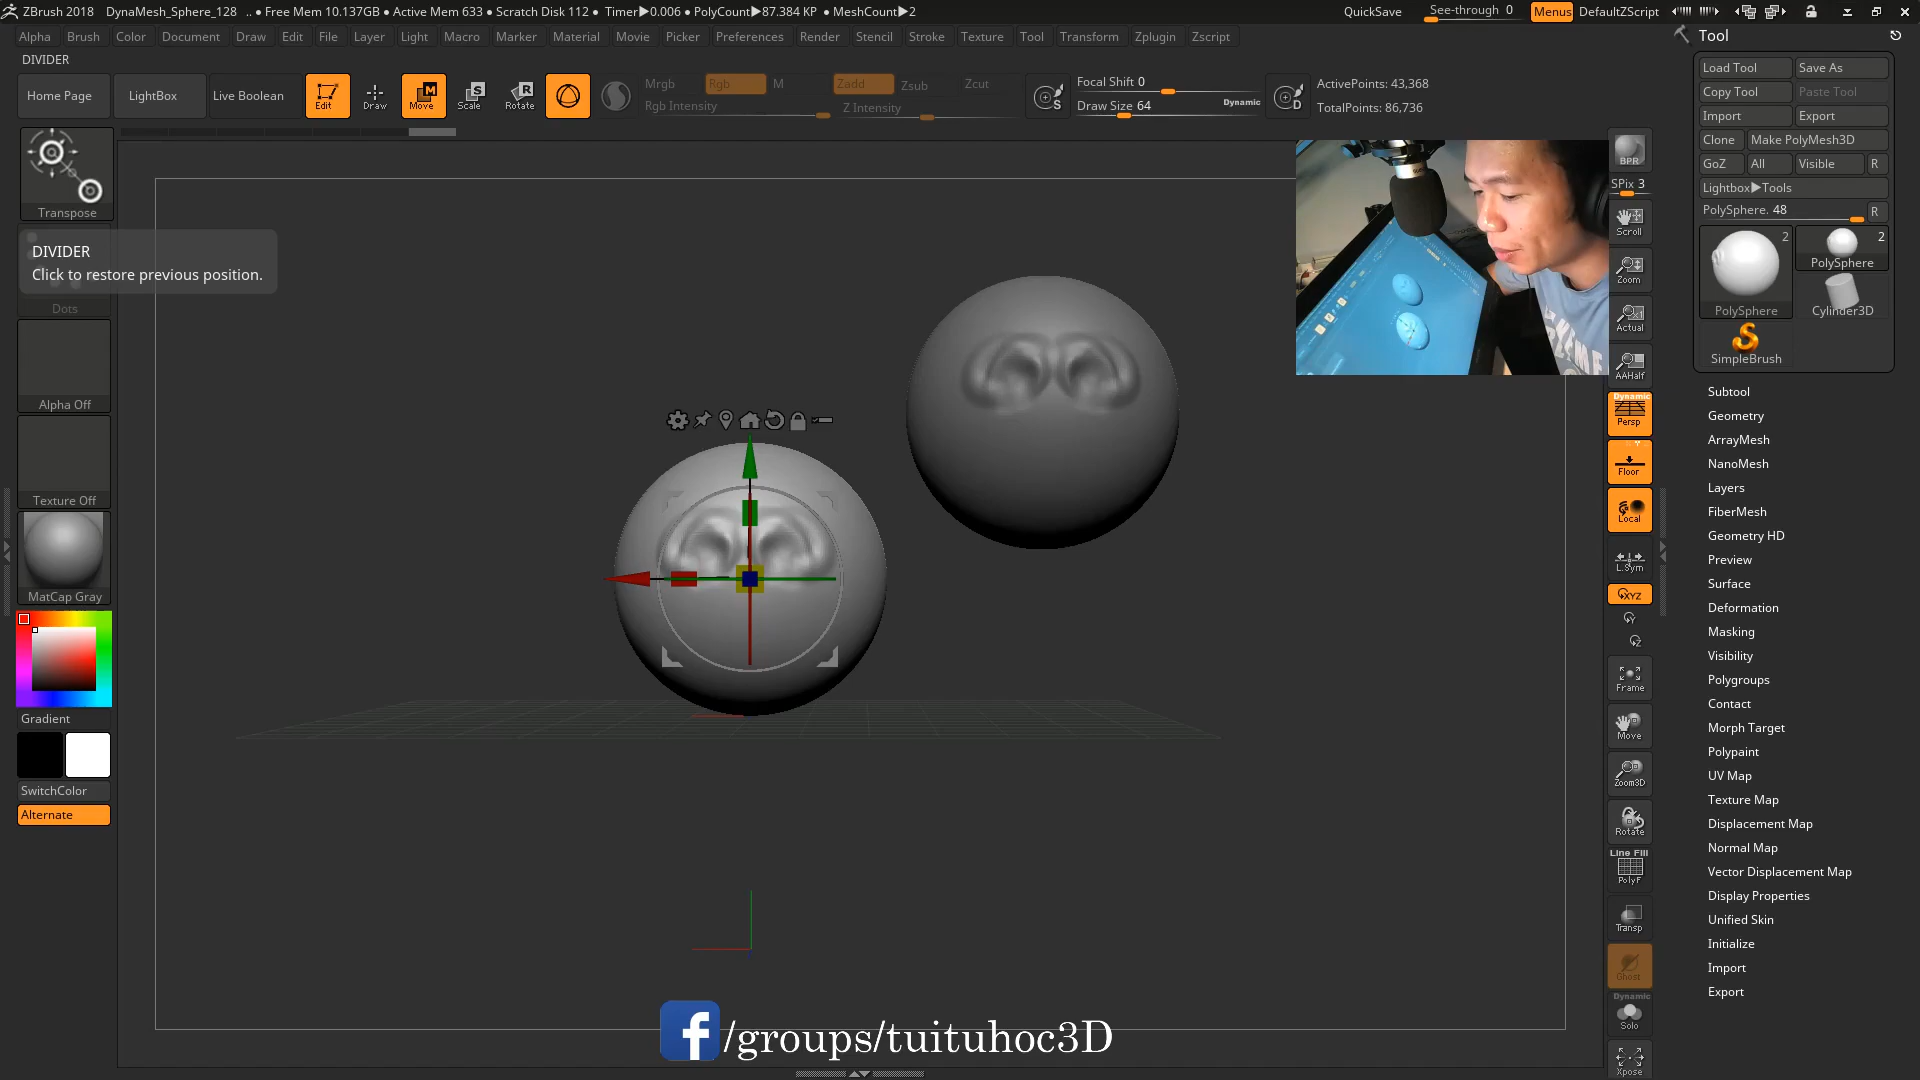 ZBrush 2018 DynaMesh_Sphere_128 .. • Free Mem 10.137GB • Active Mem 633 • Scratch Disk 112 • Timer▶0.006 • PolyCount▶87.384 KP • MeshCount▶2
QuickSave See-through 0 Menus DefaultZScript
Alpha Brush Color Document Draw Edit File Layer Light Macro Marker Material Movie Picker Preferences Render Stencil Stroke Texture Tool Transform Zplugin Zscript
DIVIDER
Home Page LightBox Live Boolean Edit Draw Move Scale Rotate
Mrgb Rgb M Zadd Zsub Zcut
Rgb Intensity Z Intensity
Focal Shift 0
Draw Size 64 Dynamic
ActivePoints: 43,368
TotalPoints: 86,736
Transpose
DIVIDER
Click to restore previous position.
Dots
Alpha Off
Texture Off
MatCap Gray
Gradient
SwitchColor
Alternate
/groups/tuituhoc3D
BPR
SPix 3
Scroll
Zoom
Actual
AAHalf
Dynamic
Persp
Floor
Local
L.Sym
XYZ
Y
Z
Frame
Move
Zoom3D
Rotate
Line Fill
PolyF
Transp
Ghost
Dynamic
Solo
Xpose
Tool
Load Tool Save As
Copy Tool Paste Tool
Import Export
Clone Make PolyMesh3D
GoZ All Visible R
Lightbox▶Tools
PolySphere. 48 R
2 2
PolySphere
PolySphere Cylinder3D
SimpleBrush
Subtool
Geometry
ArrayMesh
NanoMesh
Layers
FiberMesh
Geometry HD
Preview
Surface
Deformation
Masking
Visibility
Polygroups
Contact
Morph Target
Polypaint
UV Map
Texture Map
Displacement Map
Normal Map
Vector Displacement Map
Display Properties
Unified Skin
Initialize
Import
Export